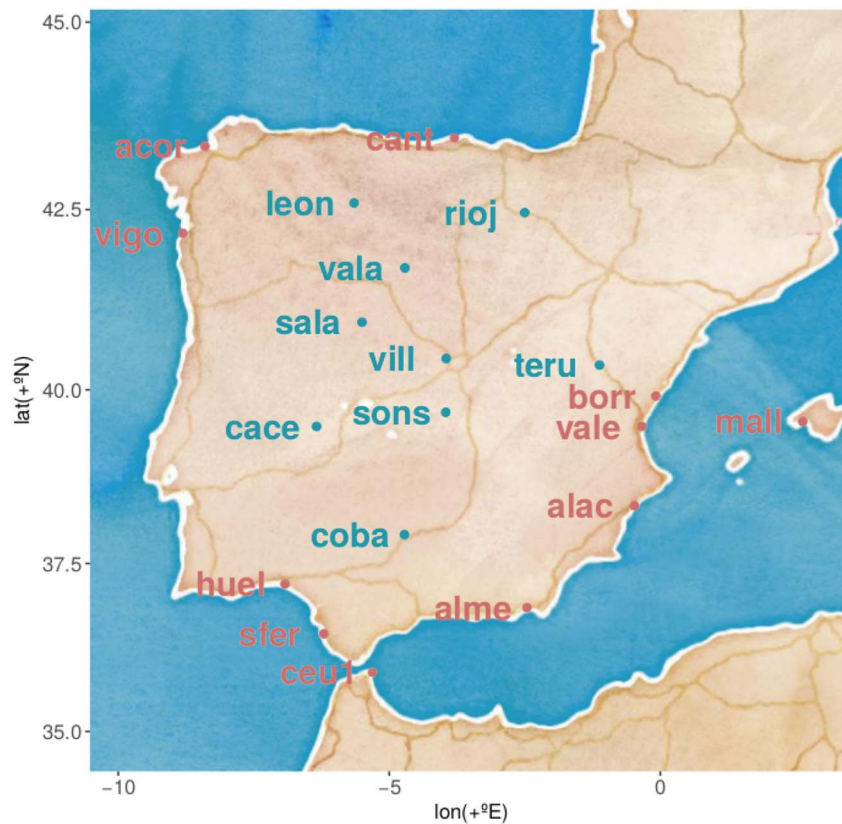 45.0
acor
cant
leon
rioj
42.5
vigo
vala
sala
vill
teru
40.0
borr
sons
mall
cace
vale
alac
coba
37.5
huel
alme
sfer
ceu1
35.0
−10
−5
0
lat(+ºN)
lon(+ºE)